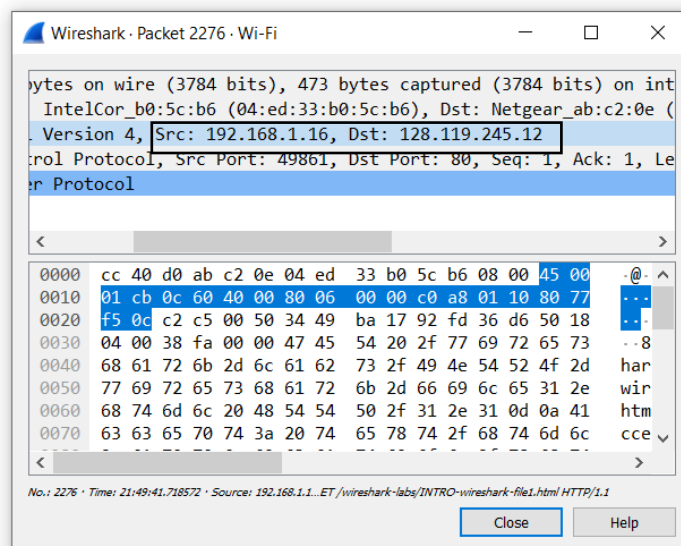 Wireshark · Packet 2276 · Wi-Fi
bytes on wire (3784 bits), 473 bytes captured (3784 bits) on int
IntelCor_b0:5c:b6 (04:ed:33:b0:5c:b6), Dst: Netgear_ab:c2:0e (
Version 4, Src: 192.168.1.16, Dst: 128.119.245.12
trol Protocol, Src Port: 49861, Dst Port: 80, Seq: 1, Ack: 1, Le
er Protocol
0000 cc 40 d0 ab c2 0e 04 ed 33 b0 5c b6 08 00 45 00 ·@·
0010 01 cb 0c 60 40 00 80 06 00 00 c0 a8 01 10 80 77 ···
0020 f5 0c c2 c5 00 50 34 49 ba 17 92 fd 36 d6 50 18 ···
0030 04 00 38 fa 00 00 47 45 54 20 2f 77 69 72 65 73 ··8
0040 68 61 72 6b 2d 6c 61 62 73 2f 49 4e 54 52 4f 2d har
0050 77 69 72 65 73 68 61 72 6b 2d 66 69 6c 65 31 2e wir
0060 68 74 6d 6c 20 48 54 54 50 2f 31 2e 31 0d 0a 41 htm
0070 63 63 65 70 74 3a 20 74 65 78 74 2f 68 74 6d 6c cce
No.: 2276 · Time: 21:49:41.718572 · Source: 192.168.1.1...ET /wireshark-labs/INTRO-wireshark-file1.html HTTP/1.1
Close Help